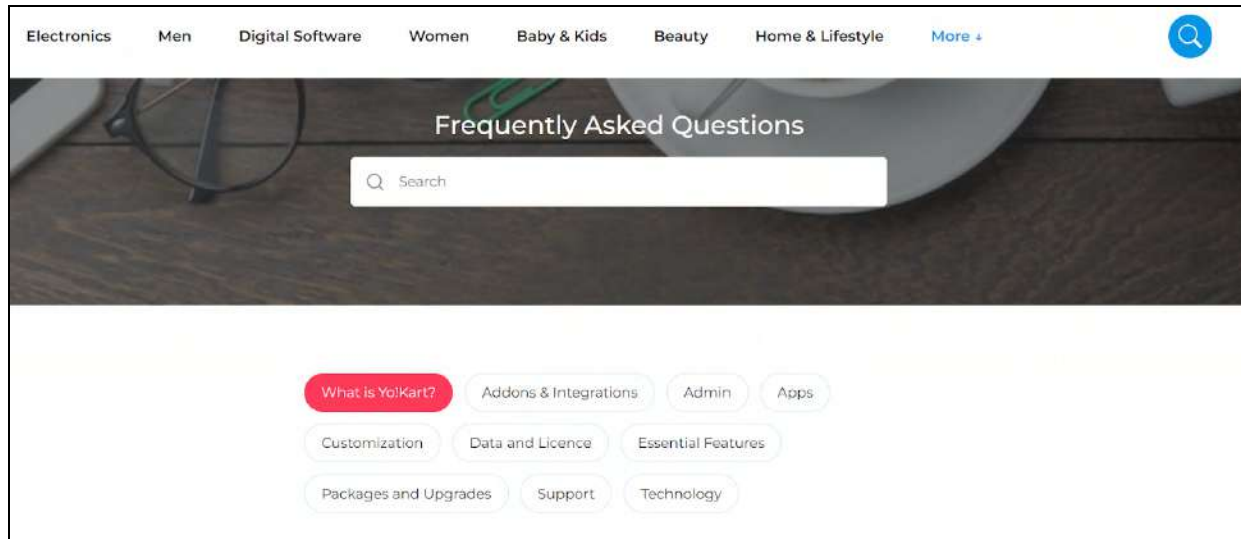 Electronics Men Digital Software Women Baby & Kids Beauty Home & Lifestyle More ↓
Frequently Asked Questions
Search
What is Yo!Kart? Addons & Integrations Admin Apps
Customization Data and Licence Essential Features
Packages and Upgrades Support Technology